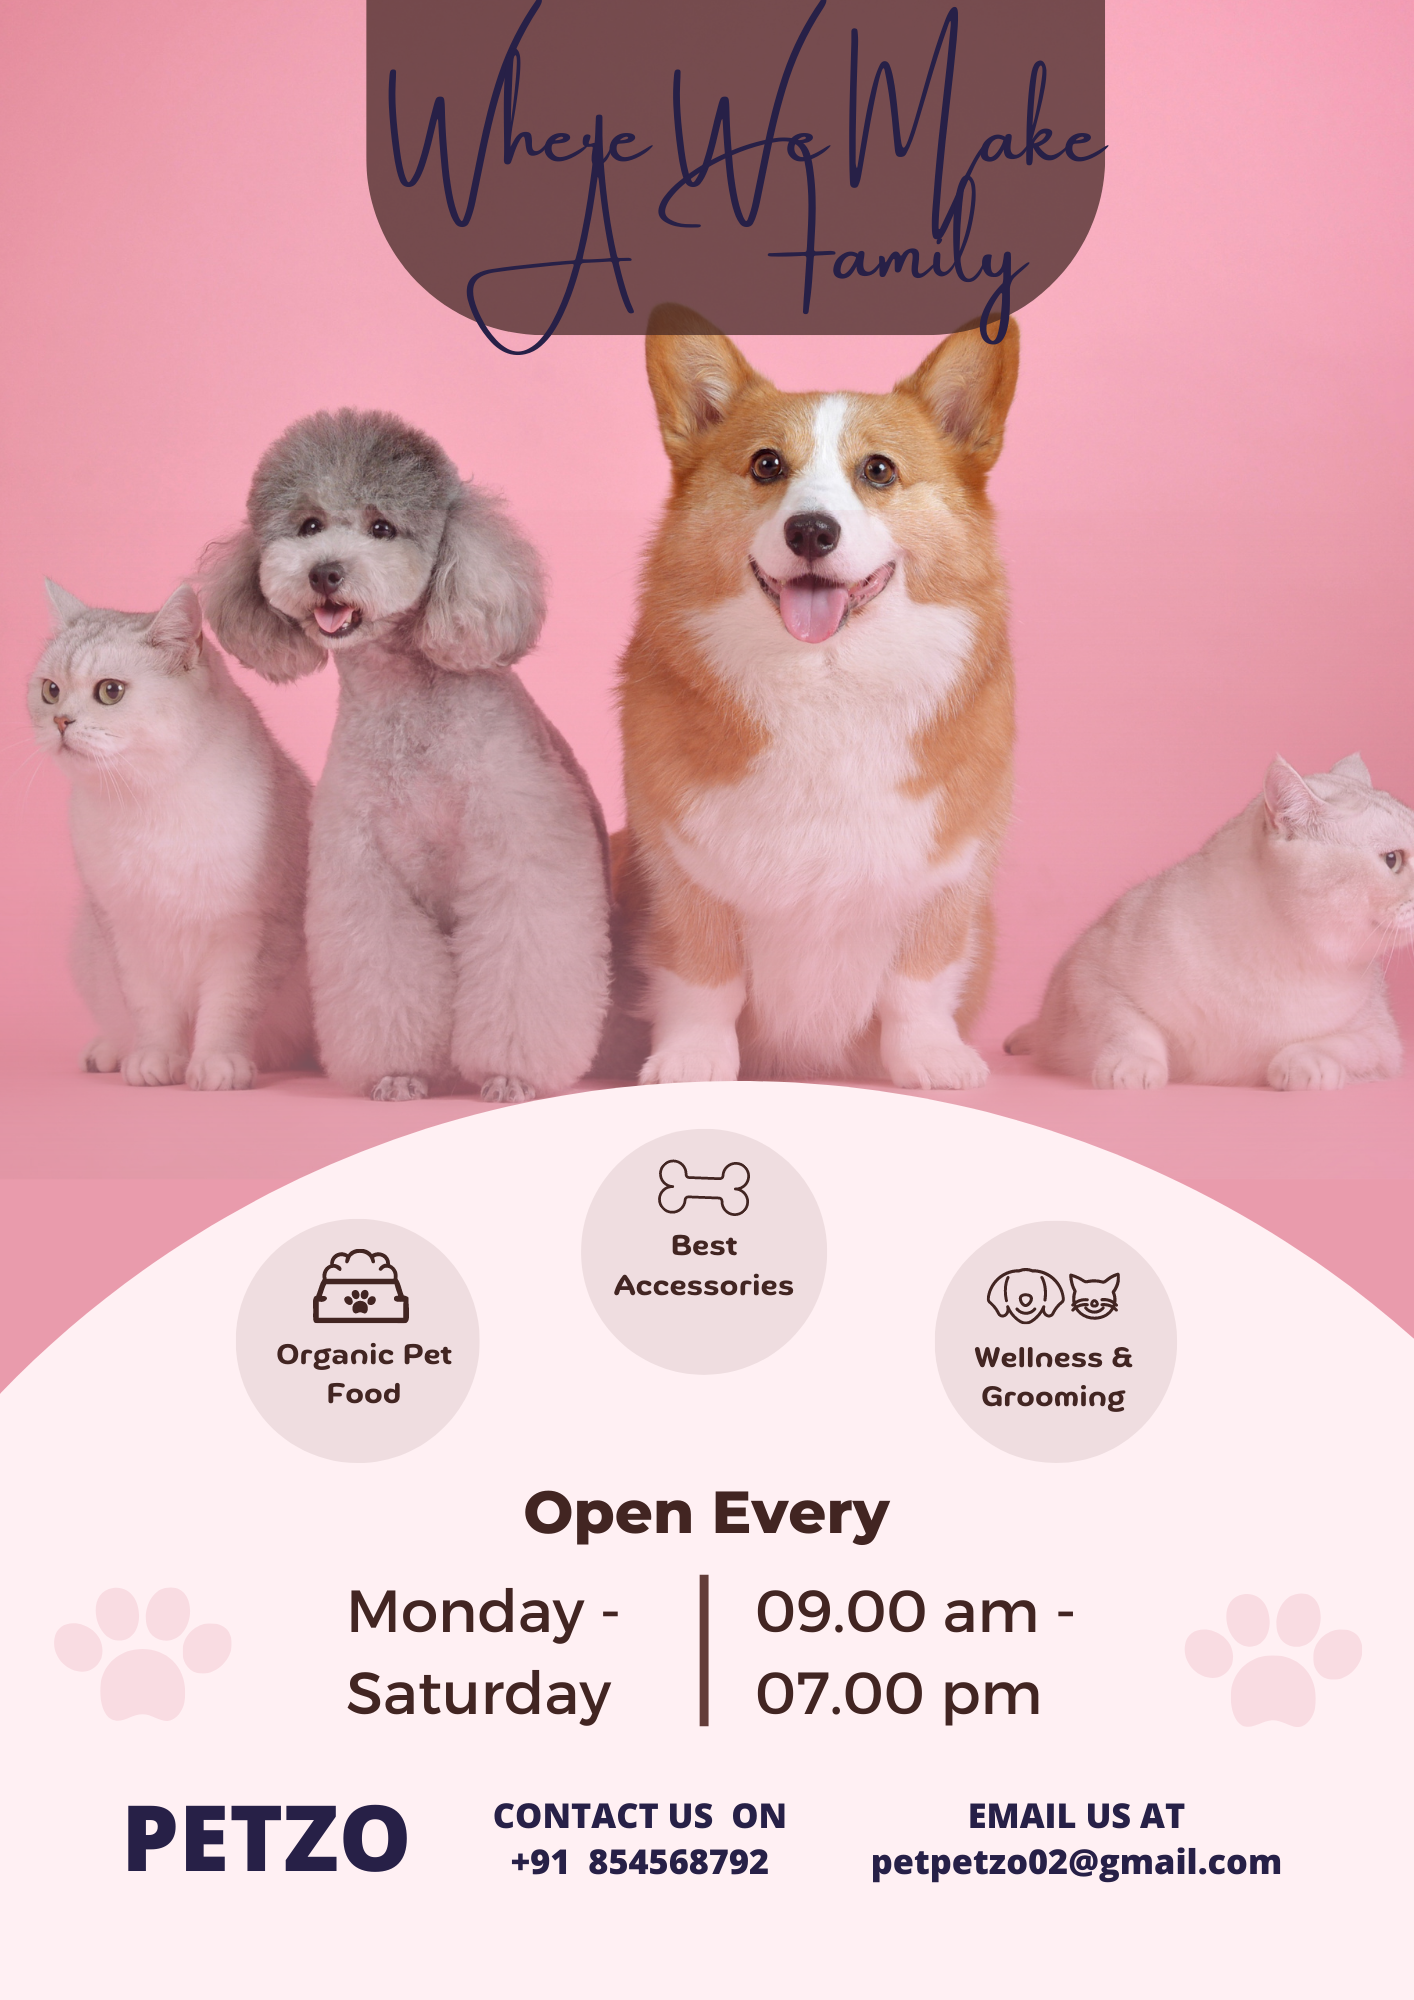 Where We Make
A Family
Best
Accessories
Organic Pet
Food
Wellness &
Grooming
Open Every
Monday -
Saturday
09.00 am -
07.00 pm
PETZO
CONTACT US  ON
+91  854568792
EMAIL US AT
petpetzo02@gmail.com